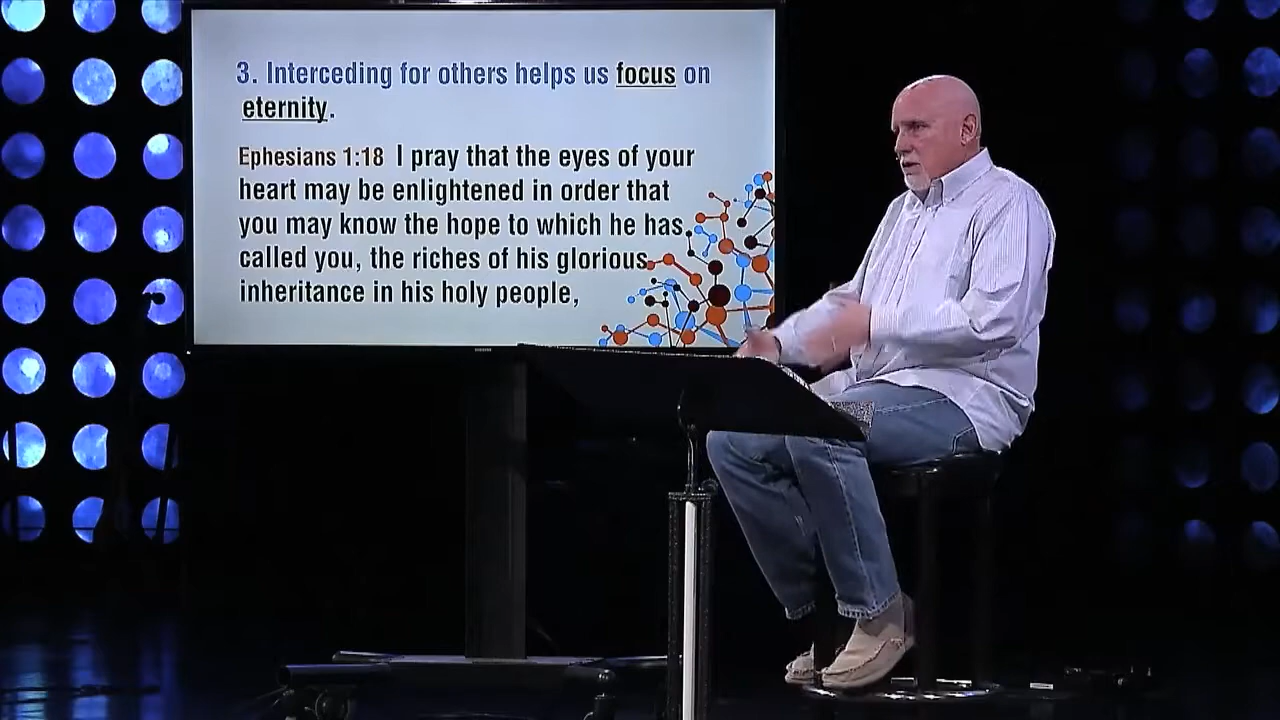 3. Interceding for others helps us focus on
eternity.
Ephesians 1:18 I pray that the eyes of your
heart may be enlightened in order that
you may know the hope to which he has
called you, the riches of his glorious
inheritance in his holy people,